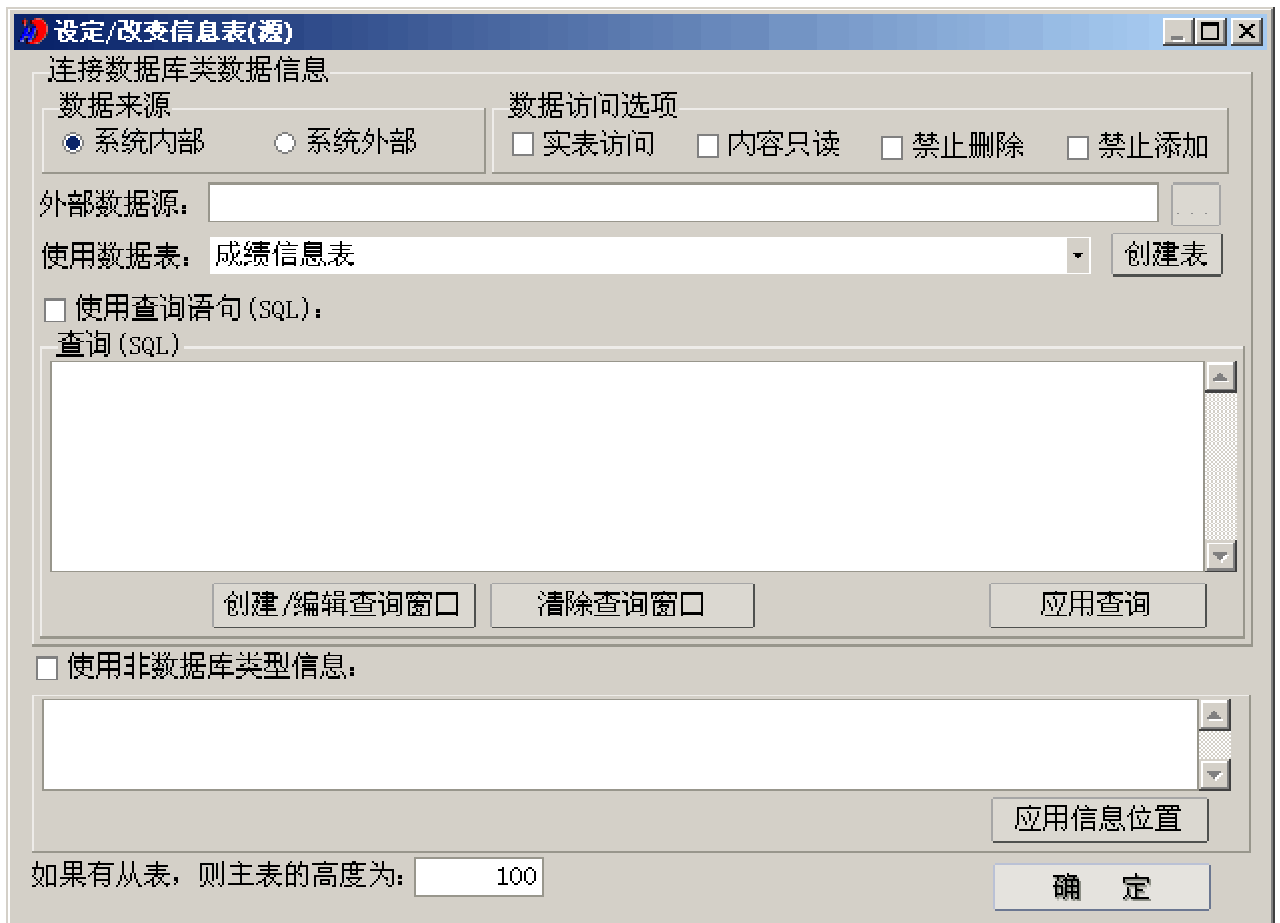 设定/改变信息表(源)
连接数据库类数据信息
数据来源 数据访问选项
系统内部 系统外部 实表访问 内容只读 禁止删除 禁止添加
外部数据源： ...
使用数据表： 成绩信息表 创建表
使用查询语句(SQL)：
查询(SQL)
创建/编辑查询窗口 清除查询窗口 应用查询
使用非数据库类型信息：
应用信息位置
如果有从表，则主表的高度为： 100
确 定